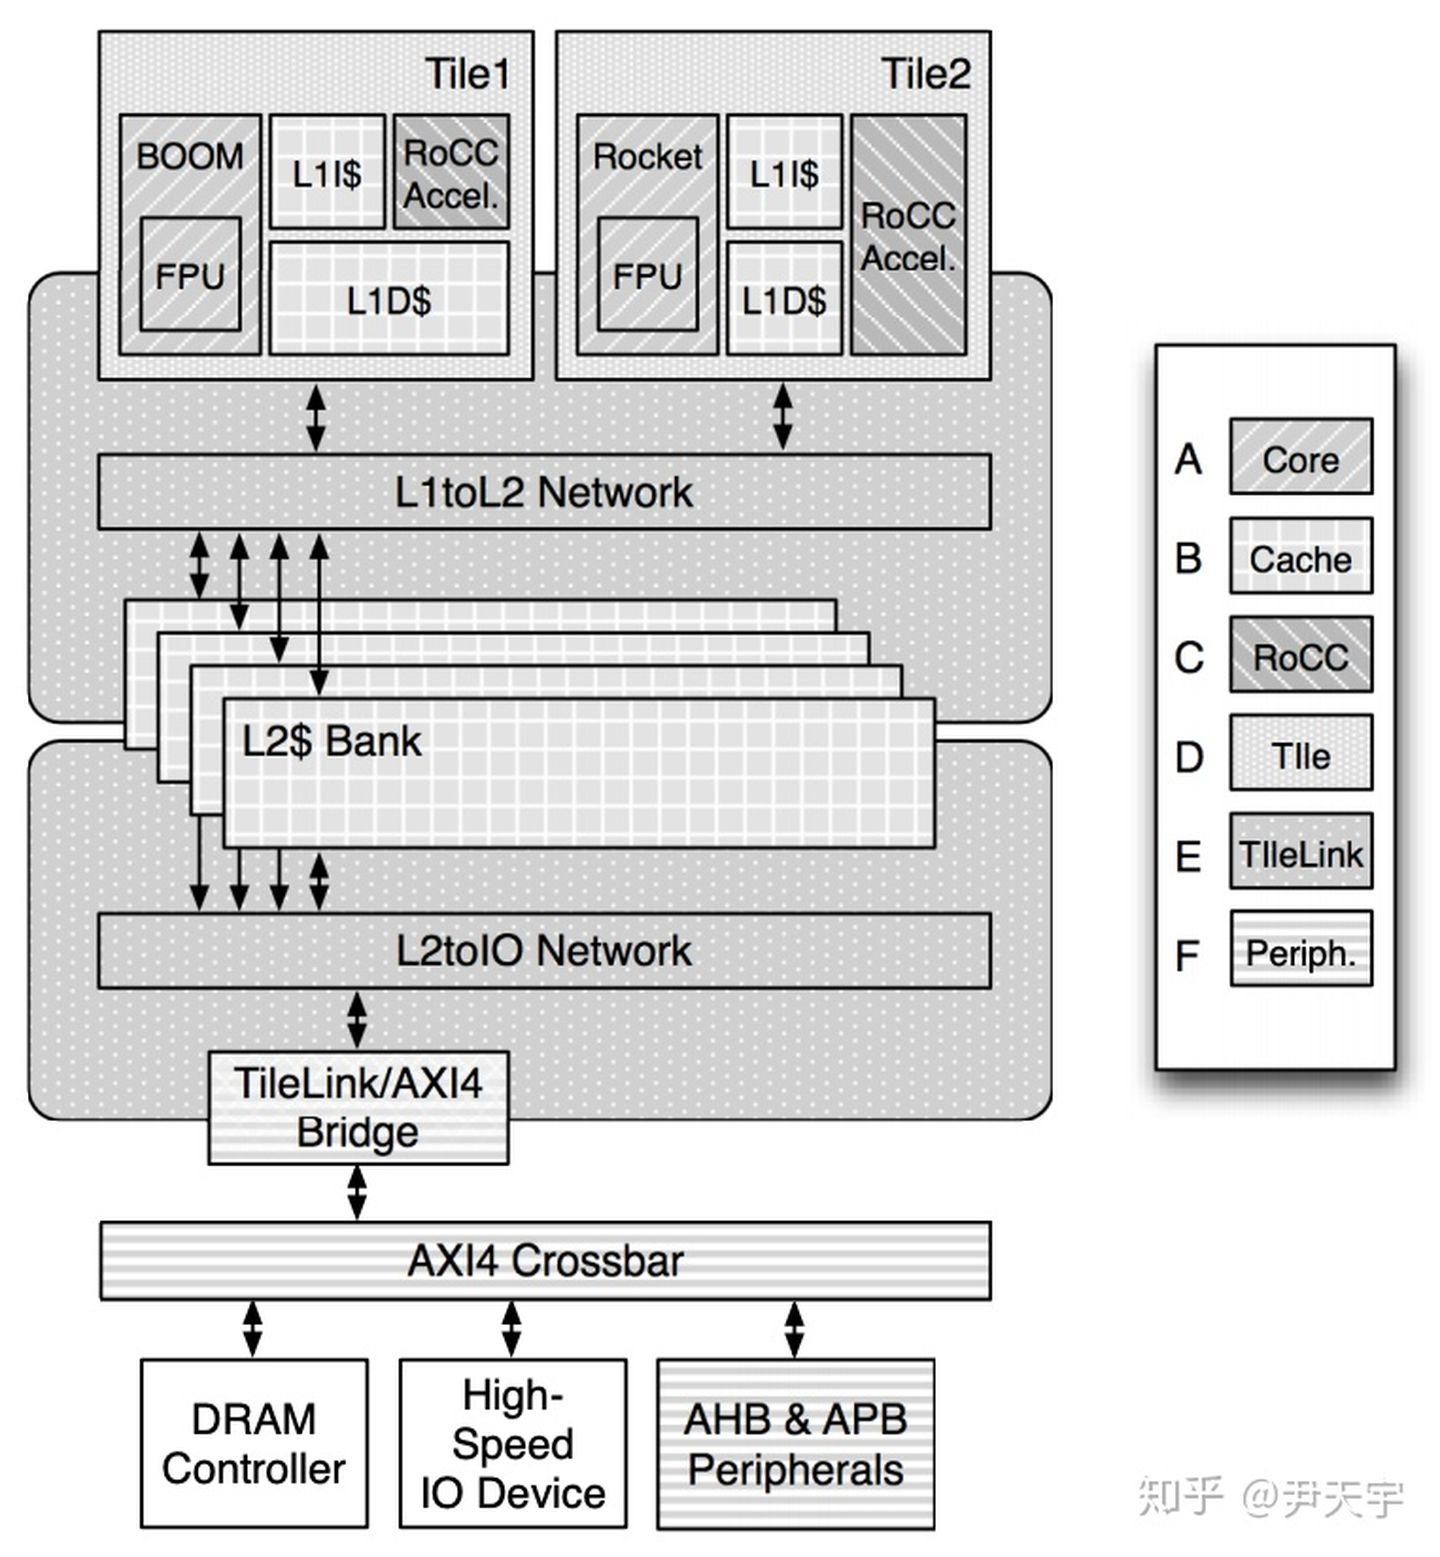 Tile1
Tile2
BOOM
L1I$
RoCC
Accel.
FPU
L1D$
Rocket
L1I$
RoCC
Accel.
FPU
L1D$
L1toL2 Network
L2$ Bank
L2toIO Network
TileLink/AXI4
Bridge
AXI4 Crossbar
DRAM
Controller
High-
Speed
IO Device
AHB & APB
Peripherals
A Core
B Cache
C RoCC
D TIle
E TIleLink
F Periph.
知乎 @尹天宇